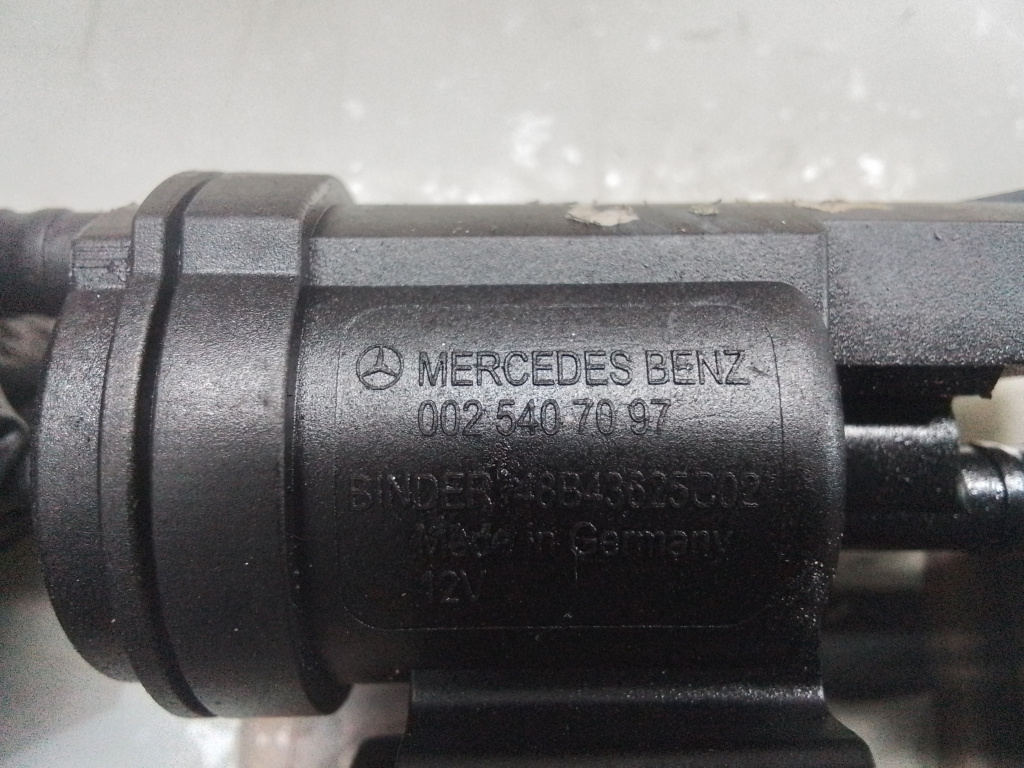 MERCEDES BENZ
002 540 70 97
BINDER 48B43625C02
Made in Germany
12V